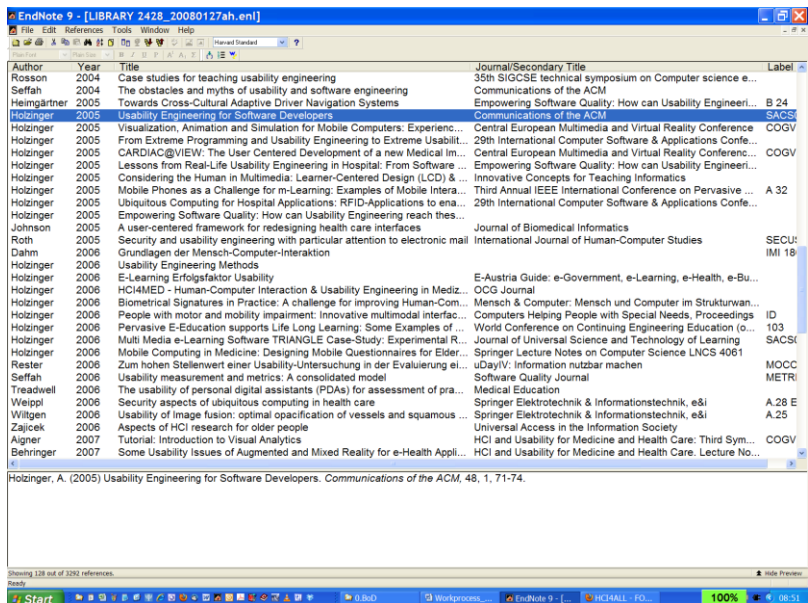 EndNote 9 - [LIBRARY 2428_20080127ah.enl]
File Edit References Tools Window Help
Harvard Standard
Plain Font Plain Size
Author Year Title Journal/Secondary Title Label
Rosson 2004 Case studies for teaching usability engineering 35th SIGCSE technical symposium on Computer science e...
Seffah 2004 The obstacles and myths of usability and software engineering Communications of the ACM
Heimgärtner 2005 Towards Cross-Cultural Adaptive Driver Navigation Systems Empowering Software Quality: How can Usability Engineeri... B 24
Holzinger 2005 Usability Engineering for Software Developers Communications of the ACM SACS
Holzinger 2005 Visualization, Animation and Simulation for Mobile Computers: Experienc... Central European Multimedia and Virtual Reality Conference COGV
Holzinger 2005 From Extreme Programming and Usability Engineering to Extreme Usabilit... 29th International Computer Software & Applications Confe...
Holzinger 2005 CARDIAC@VIEW: The User Centered Development of a new Medical Im... Central European Multimedia and Virtual Reality Conferenc... COGV
Holzinger 2005 Lessons from Real-Life Usability Engineering in Hospital: From Software ... Empowering Software Quality: How can Usability Engineeri...
Holzinger 2005 Considering the Human in Multimedia: Learner-Centered Design (LCD) & ... Innovative Concepts for Teaching Informatics
Holzinger 2005 Mobile Phones as a Challenge for m-Learning: Examples of Mobile Intera... Third Annual IEEE International Conference on Pervasive ... A 32
Holzinger 2005 Ubiquitous Computing for Hospital Applications: RFID-Applications to ena... 29th International Computer Software & Applications Confe...
Holzinger 2005 Empowering Software Quality: How can Usability Engineering reach thes...
Johnson 2005 A user-centered framework for redesigning health care interfaces Journal of Biomedical Informatics
Roth 2005 Security and usability engineering with particular attention to electronic mail International Journal of Human-Computer Studies SECU
Dahm 2006 Grundlagen der Mensch-Computer-Interaktion IMI 18
Holzinger 2006 Usability Engineering Methods
Holzinger 2006 E-Learning Erfolgsfaktor Usability E-Austria Guide: e-Government, e-Learning, e-Health, e-Bu...
Holzinger 2006 HCI4MED - Human-Computer Interaction & Usability Engineering in Mediz... OCG Journal
Holzinger 2006 Biometrical Signatures in Practice: A challenge for improving Human-Com... Mensch & Computer: Mensch und Computer im Strukturwan...
Holzinger 2006 People with motor and mobility impairment: Innovative multimodal interfac... Computers Helping People with Special Needs, Proceedings ID
Holzinger 2006 Pervasive E-Education supports Life Long Learning: Some Examples of ... World Conference on Continuing Engineering Education (o... 103
Holzinger 2006 Multi Media e-Learning Software TRIANGLE Case-Study: Experimental R... Journal of Universal Science and Technology of Learning SACS
Holzinger 2006 Mobile Computing in Medicine: Designing Mobile Questionnaires for Elder... Springer Lecture Notes on Computer Science LNCS 4061
Rester 2006 Zum hohen Stellenwert einer Usability-Untersuchung in der Evaluierung ei... uDayIV: Information nutzbar machen MOCC
Seffah 2006 Usability measurement and metrics: A consolidated model Software Quality Journal METRI
Treadwell 2006 The usability of personal digital assistants (PDAs) for assessment of pra... Medical Education
Weippl 2006 Security aspects of ubiquitous computing in health care Springer Elektrotechnik & Informationstechnik, e&i A.28 E
Wiltgen 2006 Usability of Image fusion: optimal opacification of vessels and squamous ... Springer Elektrotechnik & Informationstechnik, e&i A.25
Zajicek 2006 Aspects of HCI research for older people Universal Access in the Information Society
Aigner 2007 Tutorial: Introduction to Visual Analytics HCI and Usability for Medicine and Health Care: Third Sym... COGV
Behringer 2007 Some Usability Issues of Augmented and Mixed Reality for e-Health Appli... HCI and Usability for Medicine and Health Care. Lecture No...
Holzinger, A. (2005) Usability Engineering for Software Developers. Communications of the ACM, 48, 1, 71-74.
Showing 128 out of 3292 references. Hide Preview
Ready
Start 0.BoD Workprocess_... EndNote 9 - [... HCI4ALL - FO... 100% 08:51